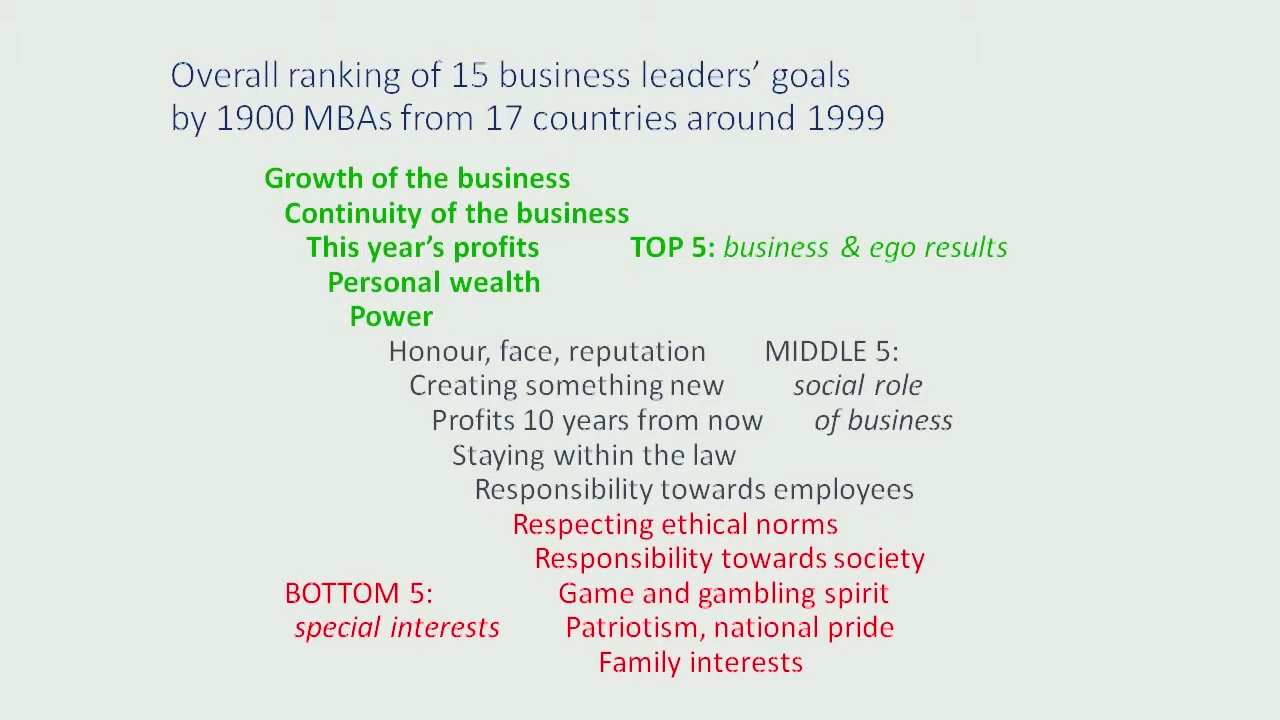 Overall ranking of 15 business leaders’ goals
by 1900 MBAs from 17 countries around 1999
Growth of the business
Continuity of the business
This year’s profits TOP 5: business & ego results
Personal wealth
Power
Honour, face, reputation MIDDLE 5:
Creating something new social role
Profits 10 years from now of business
Staying within the law
Responsibility towards employees
Respecting ethical norms
Responsibility towards society
BOTTOM 5: Game and gambling spirit
special interests Patriotism, national pride
Family interests